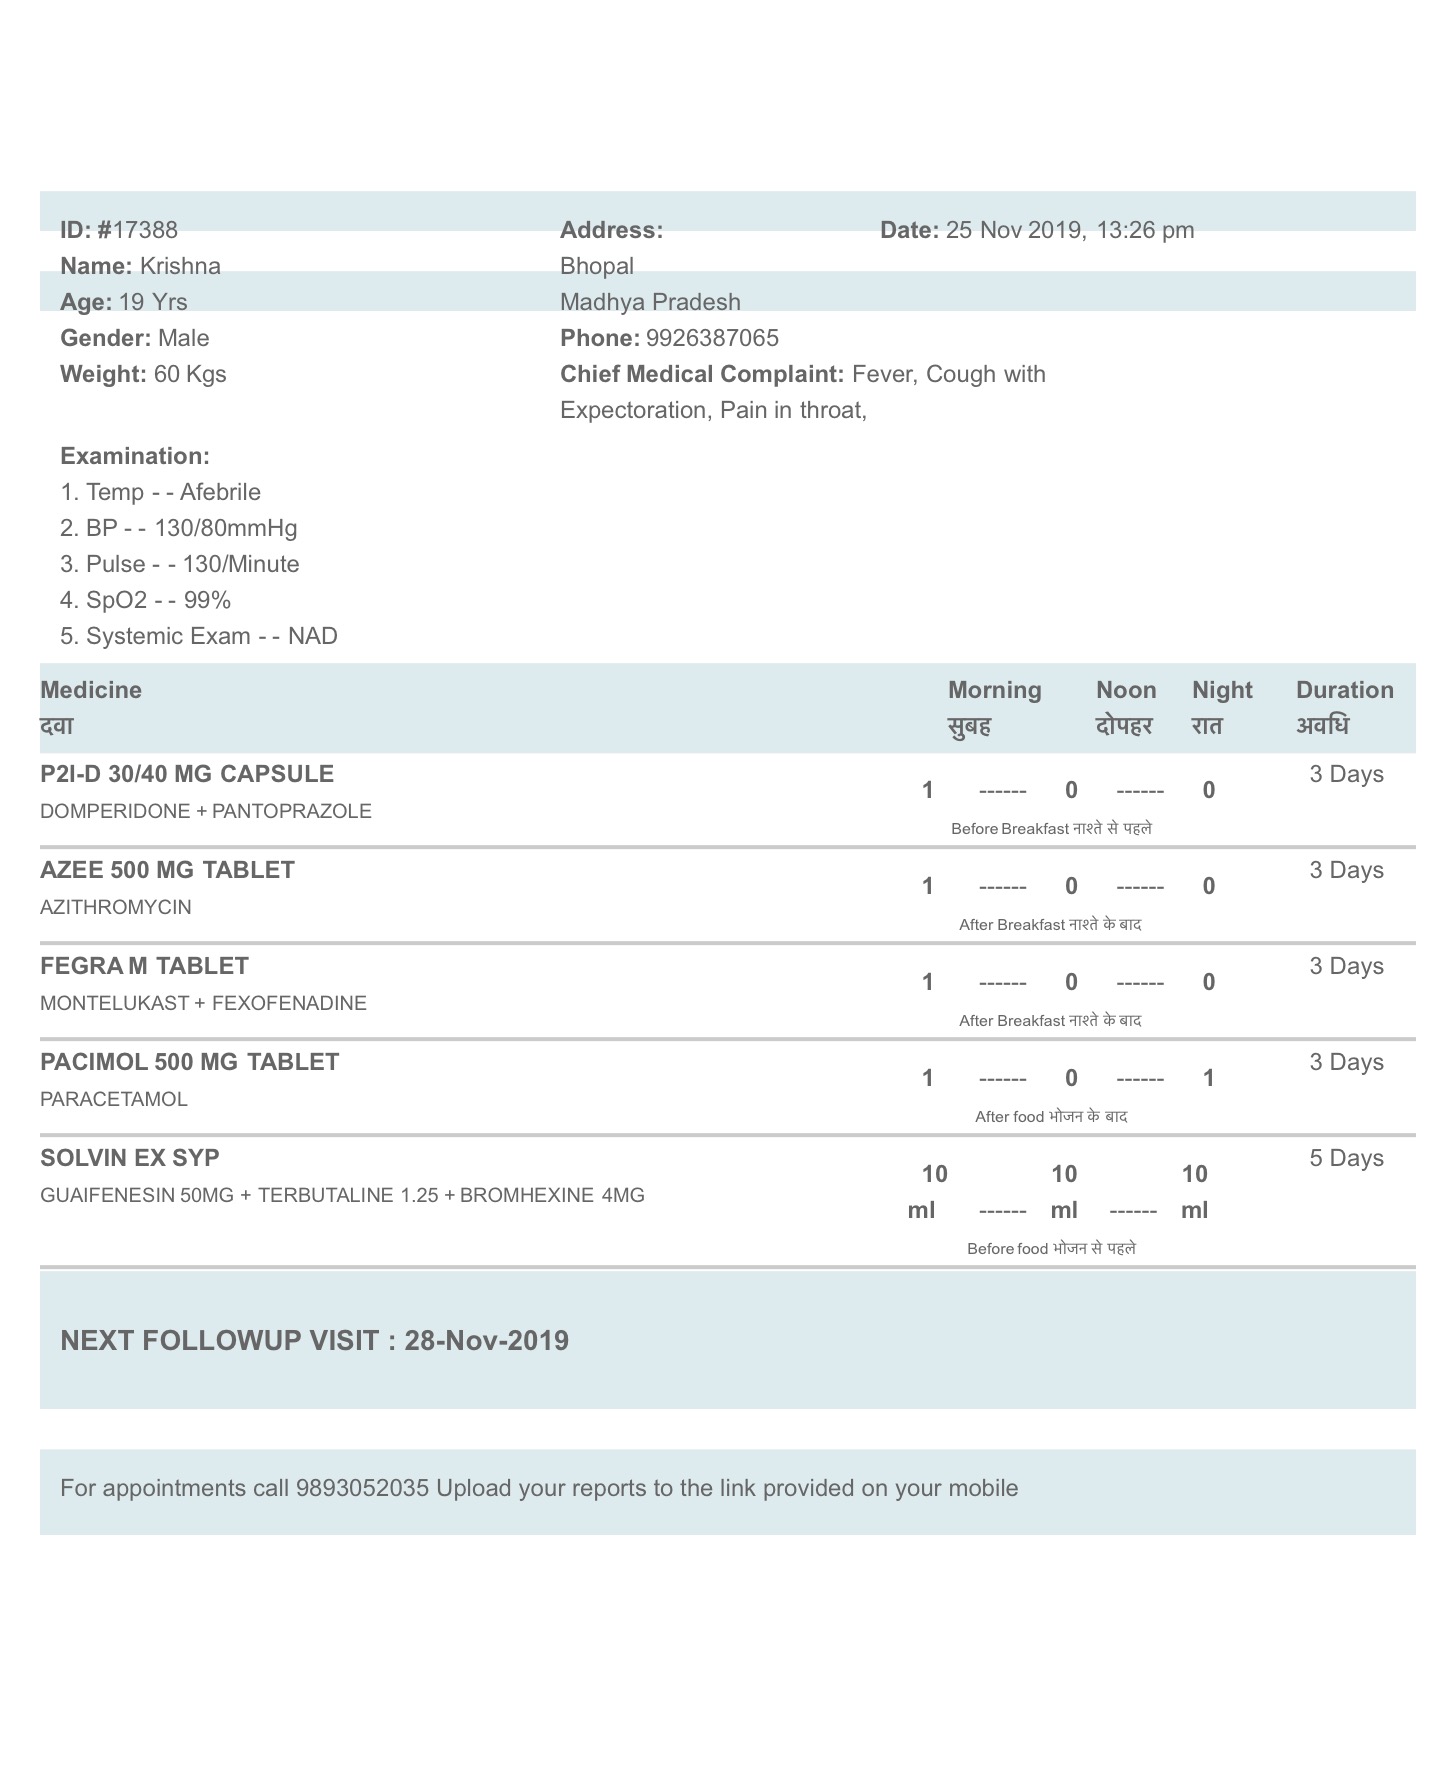 ID: #17388
Name: Krishna
Age: 19 Yrs
Gender: Male
Weight: 60 Kgs
Address:
Bhopal
Madhya Pradesh
Phone: 9926387065
Chief Medical Complaint: Fever, Cough with
Expectoration, Pain in throat,
Date: 25 Nov 2019, 13:26 pm
Examination:
1. Temp - - Afebrile
2. BP - - 130/80mmHg
3. Pulse - - 130/Minute
4. SpO2 - - 99%
5. Systemic Exam - - NAD
Medicine Morning Noon Night Duration
दवा सुबह दोपहर रात अवधि
P2I-D 30/40 MG CAPSULE 3 Days
1 ------ 0 ------ 0
DOMPERIDONE + PANTOPRAZOLE
Before Breakfast नाश्ते से पहले
AZEE 500 MG TABLET 3 Days
1 ------ 0 ------ 0
AZITHROMYCIN
After Breakfast नाश्ते के बाद
FEGRA M TABLET 3 Days
1 ------ 0 ------ 0
MONTELUKAST + FEXOFENADINE
After Breakfast नाश्ते के बाद
PACIMOL 500 MG TABLET 3 Days
1 ------ 0 ------ 1
PARACETAMOL
After food भोजन के बाद
SOLVIN EX SYP 5 Days
10 10 10
GUAIFENESIN 50MG + TERBUTALINE 1.25 + BROMHEXINE 4MG
ml ------ ml ------ ml
Before food भोजन से पहले
NEXT FOLLOWUP VISIT : 28-Nov-2019
For appointments call 9893052035 Upload your reports to the link provided on your mobile